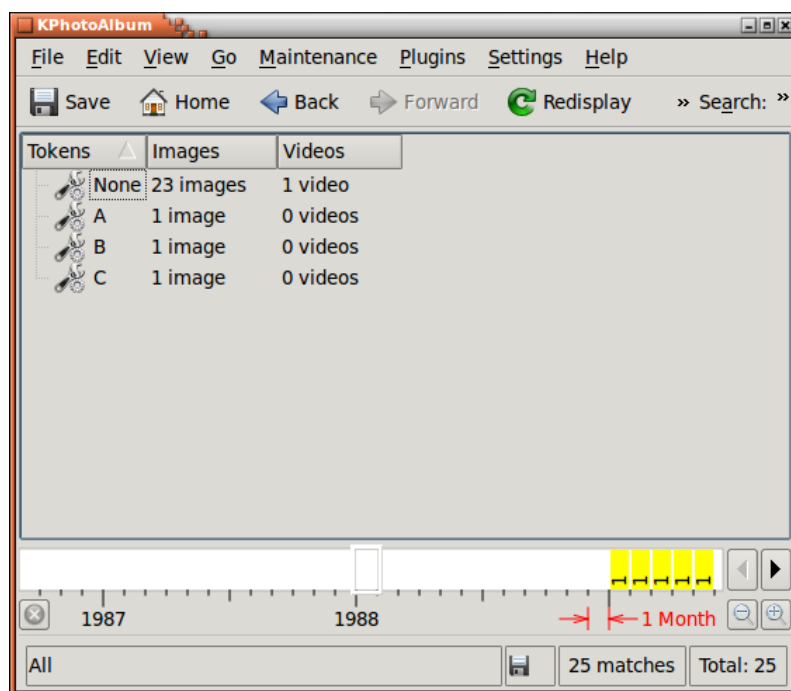 KPhotoAlbum
File Edit View Go Maintenance Plugins Settings Help
Save Home Back Forward Redisplay » Search: »
Tokens Images Videos
None 23 images 1 video
A 1 image 0 videos
B 1 image 0 videos
C 1 image 0 videos
1 1 1 1 1
1987 1988 1 Month
All 25 matches Total: 25